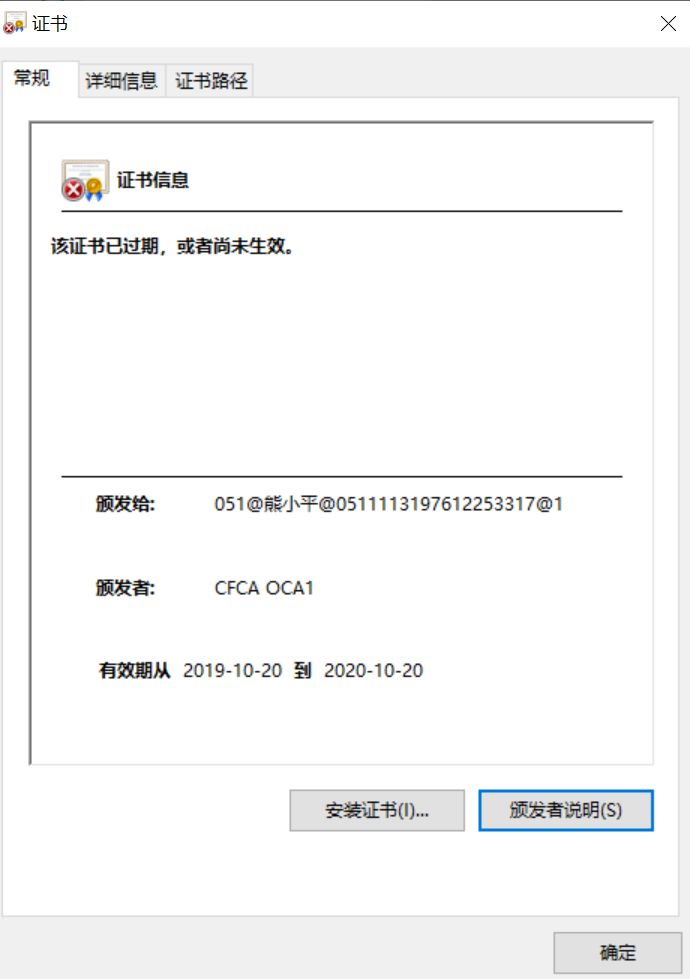 证书
常规 详细信息 证书路径
证书信息
该证书已过期，或者尚未生效。
颁发给: 051@熊小平@0511113197612253317@1
颁发者: CFCA OCA1
有效期从 2019-10-20 到 2020-10-20
安装证书(I)... 颁发者说明(S)
确定